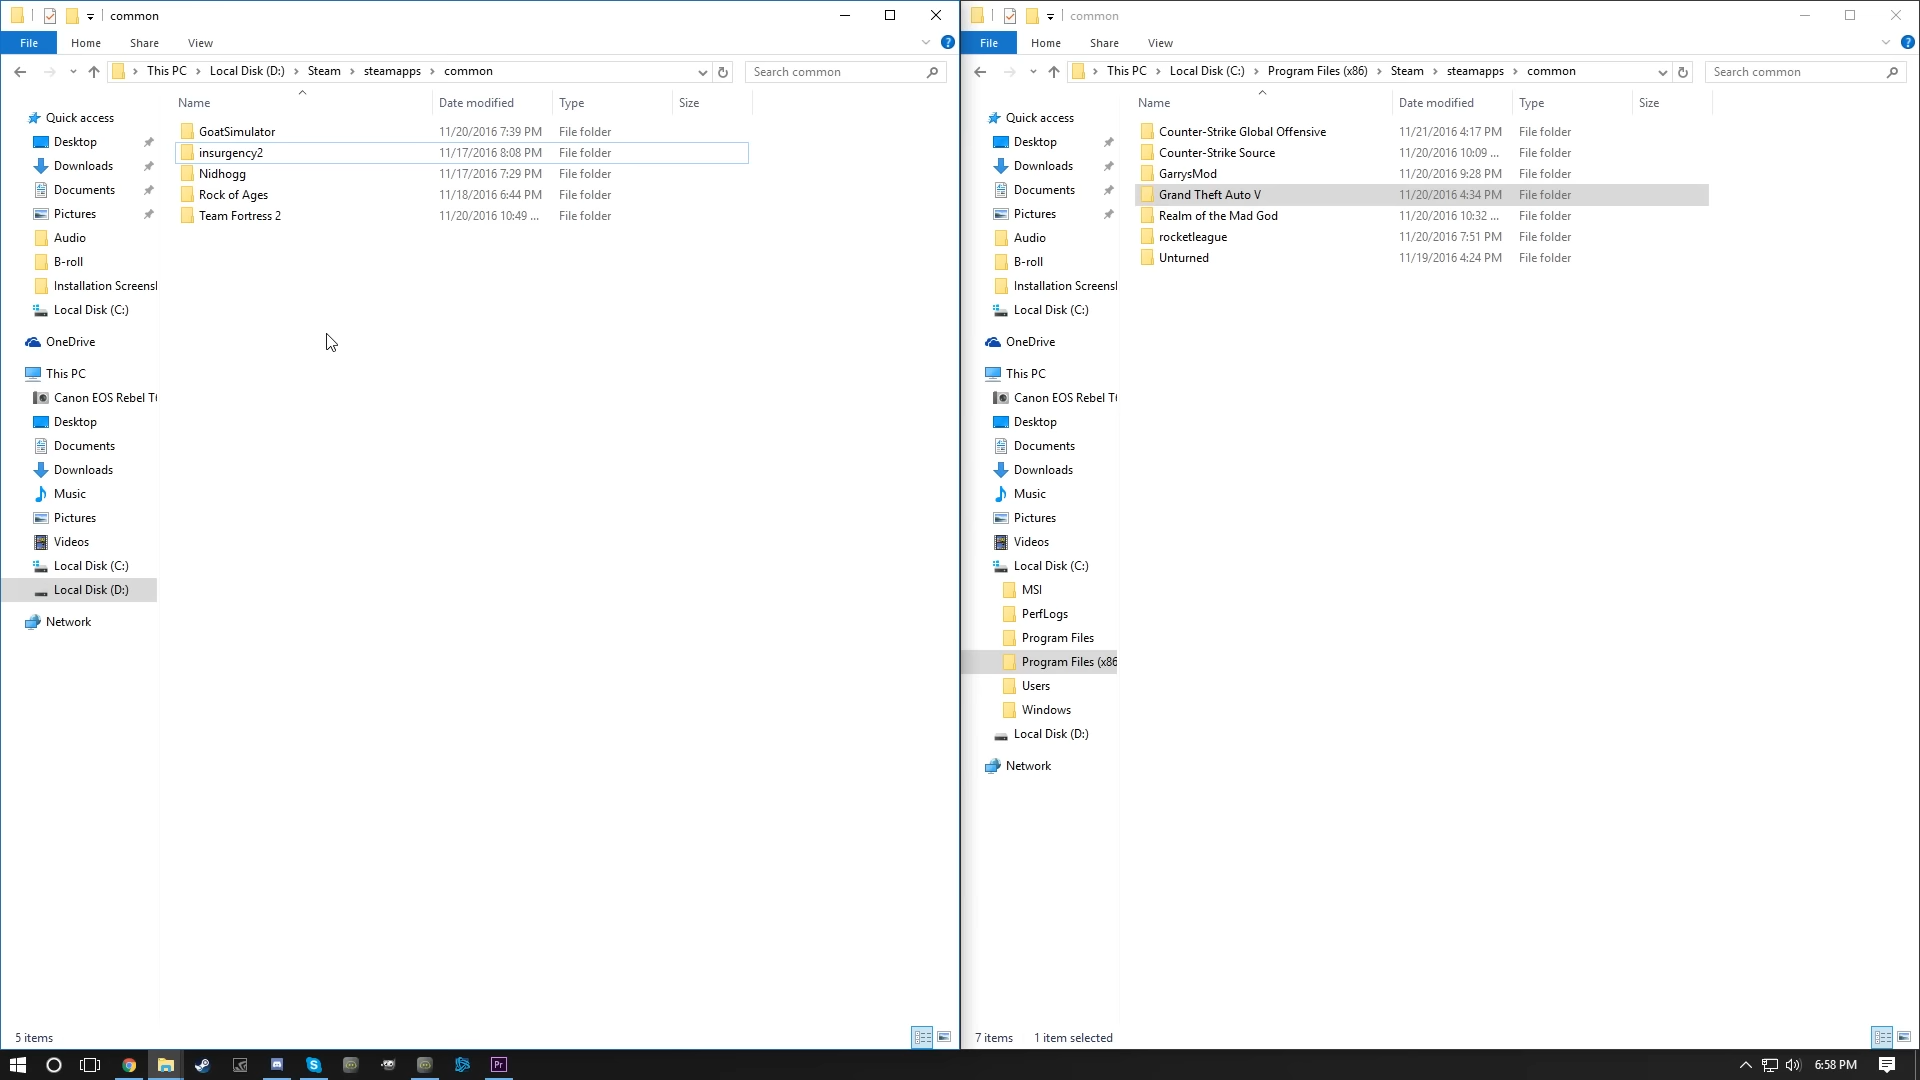 common
File Home Share View
This PC Local Disk (D:) Steam steamapps common
Search common
Name Date modified Type Size
Quick access
Desktop
Downloads
Documents
Pictures
Audio
B-roll
Installation Screensl
Local Disk (C:)
OneDrive
This PC
Canon EOS Rebel T6
Desktop
Documents
Downloads
Music
Pictures
Videos
Local Disk (C:)
Local Disk (D:)
Network
GoatSimulator 11/20/2016 7:39 PM File folder
insurgency2 11/17/2016 8:08 PM File folder
Nidhogg 11/17/2016 7:29 PM File folder
Rock of Ages 11/18/2016 6:44 PM File folder
Team Fortress 2 11/20/2016 10:49 ... File folder
5 items
common
File Home Share View
This PC Local Disk (C:) Program Files (x86) Steam steamapps common
Search common
Name Date modified Type Size
Quick access
Desktop
Downloads
Documents
Pictures
Audio
B-roll
Installation Screensl
Local Disk (C:)
OneDrive
This PC
Canon EOS Rebel T6
Desktop
Documents
Downloads
Music
Pictures
Videos
Local Disk (C:)
MSI
PerfLogs
Program Files
Program Files (x86
Users
Windows
Local Disk (D:)
Network
Counter-Strike Global Offensive 11/21/2016 4:17 PM File folder
Counter-Strike Source 11/20/2016 10:09 ... File folder
GarrysMod 11/20/2016 9:28 PM File folder
Grand Theft Auto V 11/20/2016 4:34 PM File folder
Realm of the Mad God 11/20/2016 10:32 ... File folder
rocketleague 11/20/2016 7:51 PM File folder
Unturned 11/19/2016 4:24 PM File folder
7 items 1 item selected
Pr
6:58 PM